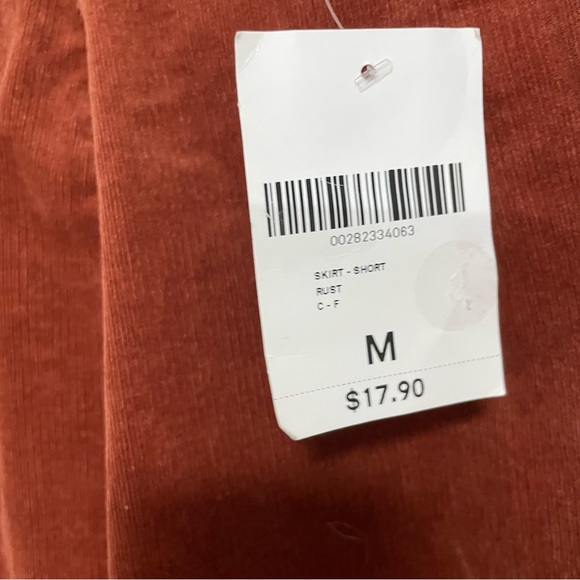 00282334063
SKIRT - SHORT
RUST
C - F
M
$17.90